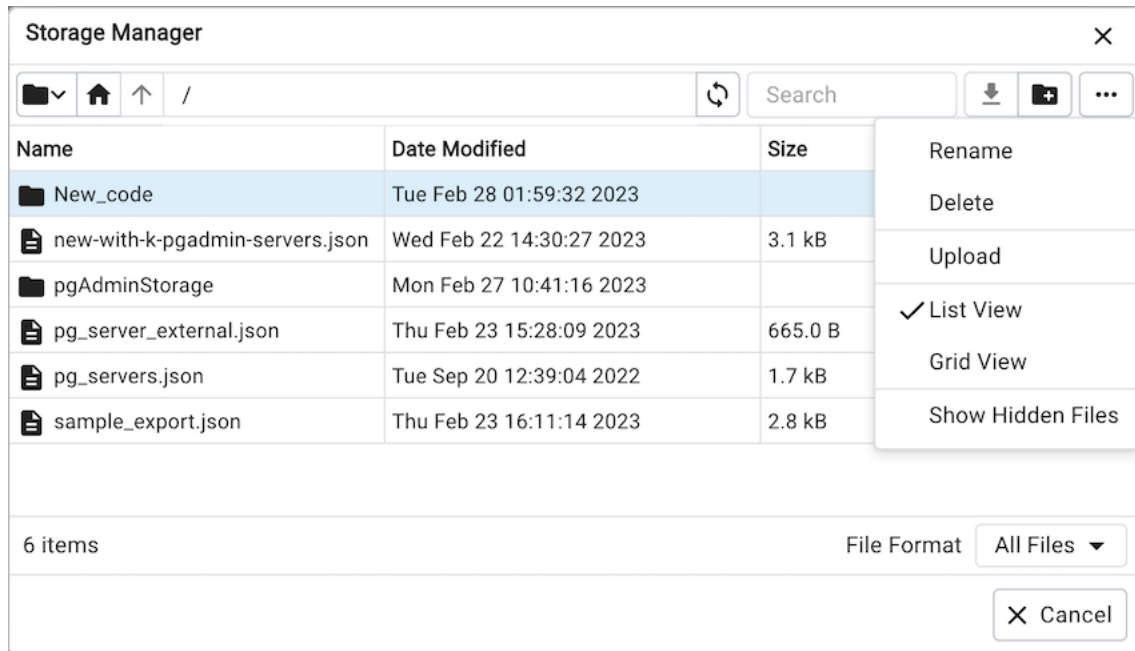 Storage Manager
/
Search
Name Date Modified Size
Rename
New_code Tue Feb 28 01:59:32 2023
Delete
new-with-k-pgadmin-servers.json Wed Feb 22 14:30:27 2023 3.1 kB
Upload
pgAdminStorage Mon Feb 27 10:41:16 2023
List View
pg_server_external.json Thu Feb 23 15:28:09 2023 665.0 B
Grid View
pg_servers.json Tue Sep 20 12:39:04 2022 1.7 kB
Show Hidden Files
sample_export.json Thu Feb 23 16:11:14 2023 2.8 kB
6 items File Format All Files
Cancel